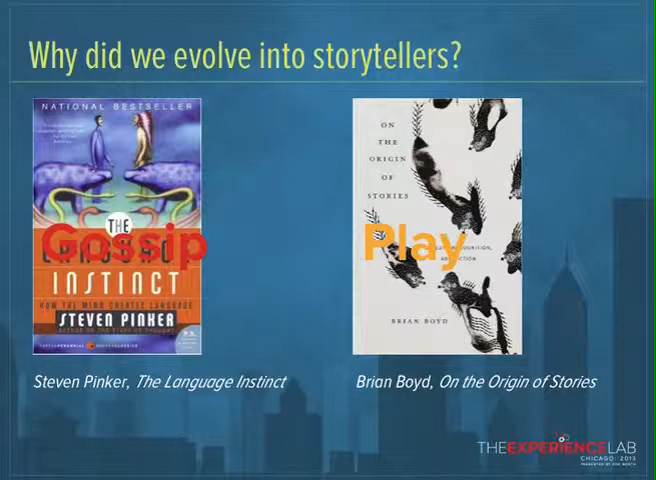 Why did we evolve into storytellers?
NATIONAL BESTSELLER
THE
Gossip
INSTINCT
HOW THE MIND CREATES LANGUAGE
STEVEN PINKER
ON
THE
ORIGIN
OF
STORIES
Play
BRIAN BOYD
Steven Pinker, The Language Instinct
Brian Boyd, On the Origin of Stories
THEEXPERIENCELAB
CHICAGO 2013